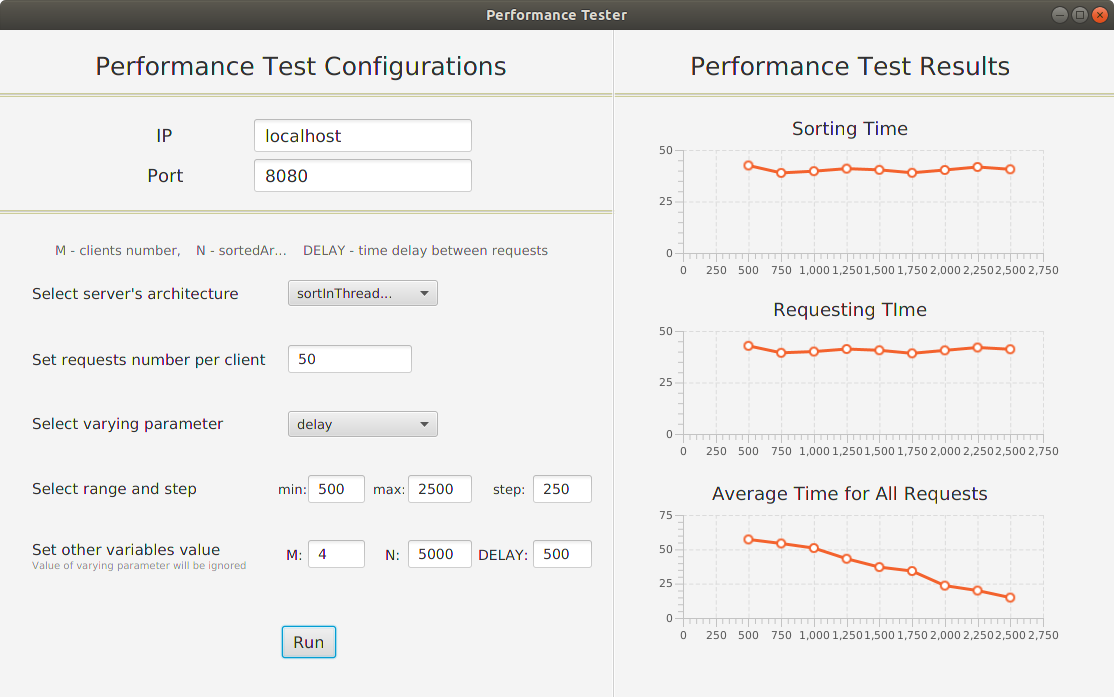 Performance Tester
Performance Test Configurations
IP localhost
Port 8080
M - clients number, N - sortedAr... DELAY - time delay between requests
Select server's architecture sortInThread...
Set requests number per client 50
Select varying parameter delay
Select range and step min: 500 max: 2500 step: 250
Set other variables value M: 4 N: 5000 DELAY: 500
Value of varying parameter will be ignored
Run
Performance Test Results
Sorting Time
50
25
0
0 250 500 750 1,000 1,250 1,500 1,750 2,000 2,250 2,500 2,750
Requesting TIme
50
25
0
0 250 500 750 1,000 1,250 1,500 1,750 2,000 2,250 2,500 2,750
Average Time for All Requests
75
50
25
0
0 250 500 750 1,000 1,250 1,500 1,750 2,000 2,250 2,500 2,750